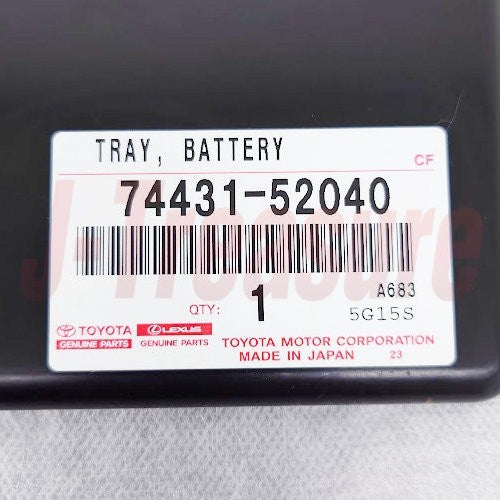 TRAY, BATTERY
CF
74431-52040
J-Treasure
A683
QTY: 1
5G15S
TOYOTA LEXUS
GENUINE PARTS GENUINE PARTS
TOYOTA MOTOR CORPORATION
MADE IN JAPAN 23